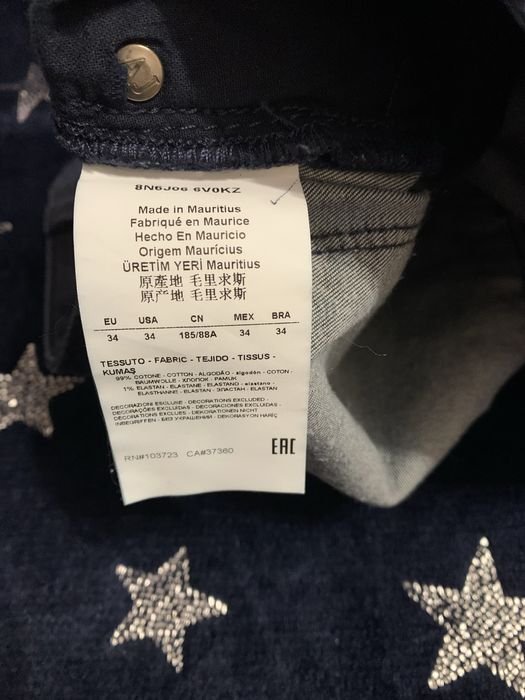 8N6J06 6V0KZ
Made in Mauritius
Fabriqué en Maurice
Hecho En Mauricio
Origem Maurícius
ÜRETİM YERİ Mauritius
原產地 毛里求斯
原产地 毛里求斯
EU USA CN MEX BRA
34 34 185/88A 34 34
TESSUTO - FABRIC - TEJIDO - TISSUS -
KUMAŞ
99% COTONE - COTTON - ALGODÃO - algodón - COTON -
BAUMWOLLE - ХЛОПОК - PAMUK
1% ELASTAN - ELASTANE - ELASTANO - elastano -
ELASTHANNE - ELASTAN - ЭЛАСТАН - ELASTAN
DECORAZIONI ESCLUSE - DECORATIONS EXCLUDED -
DECORAÇÕES EXCLUIDAS - DECORACIONES EXCLUIDAS -
DECORATIONS EXCLUES - DEKORATIONEN NICHT
INBEGRIFFEN - БЕЗ УКРАШЕНИЙ - DEKORASYON HARİÇ
RN#103723 CA#37360
EAC